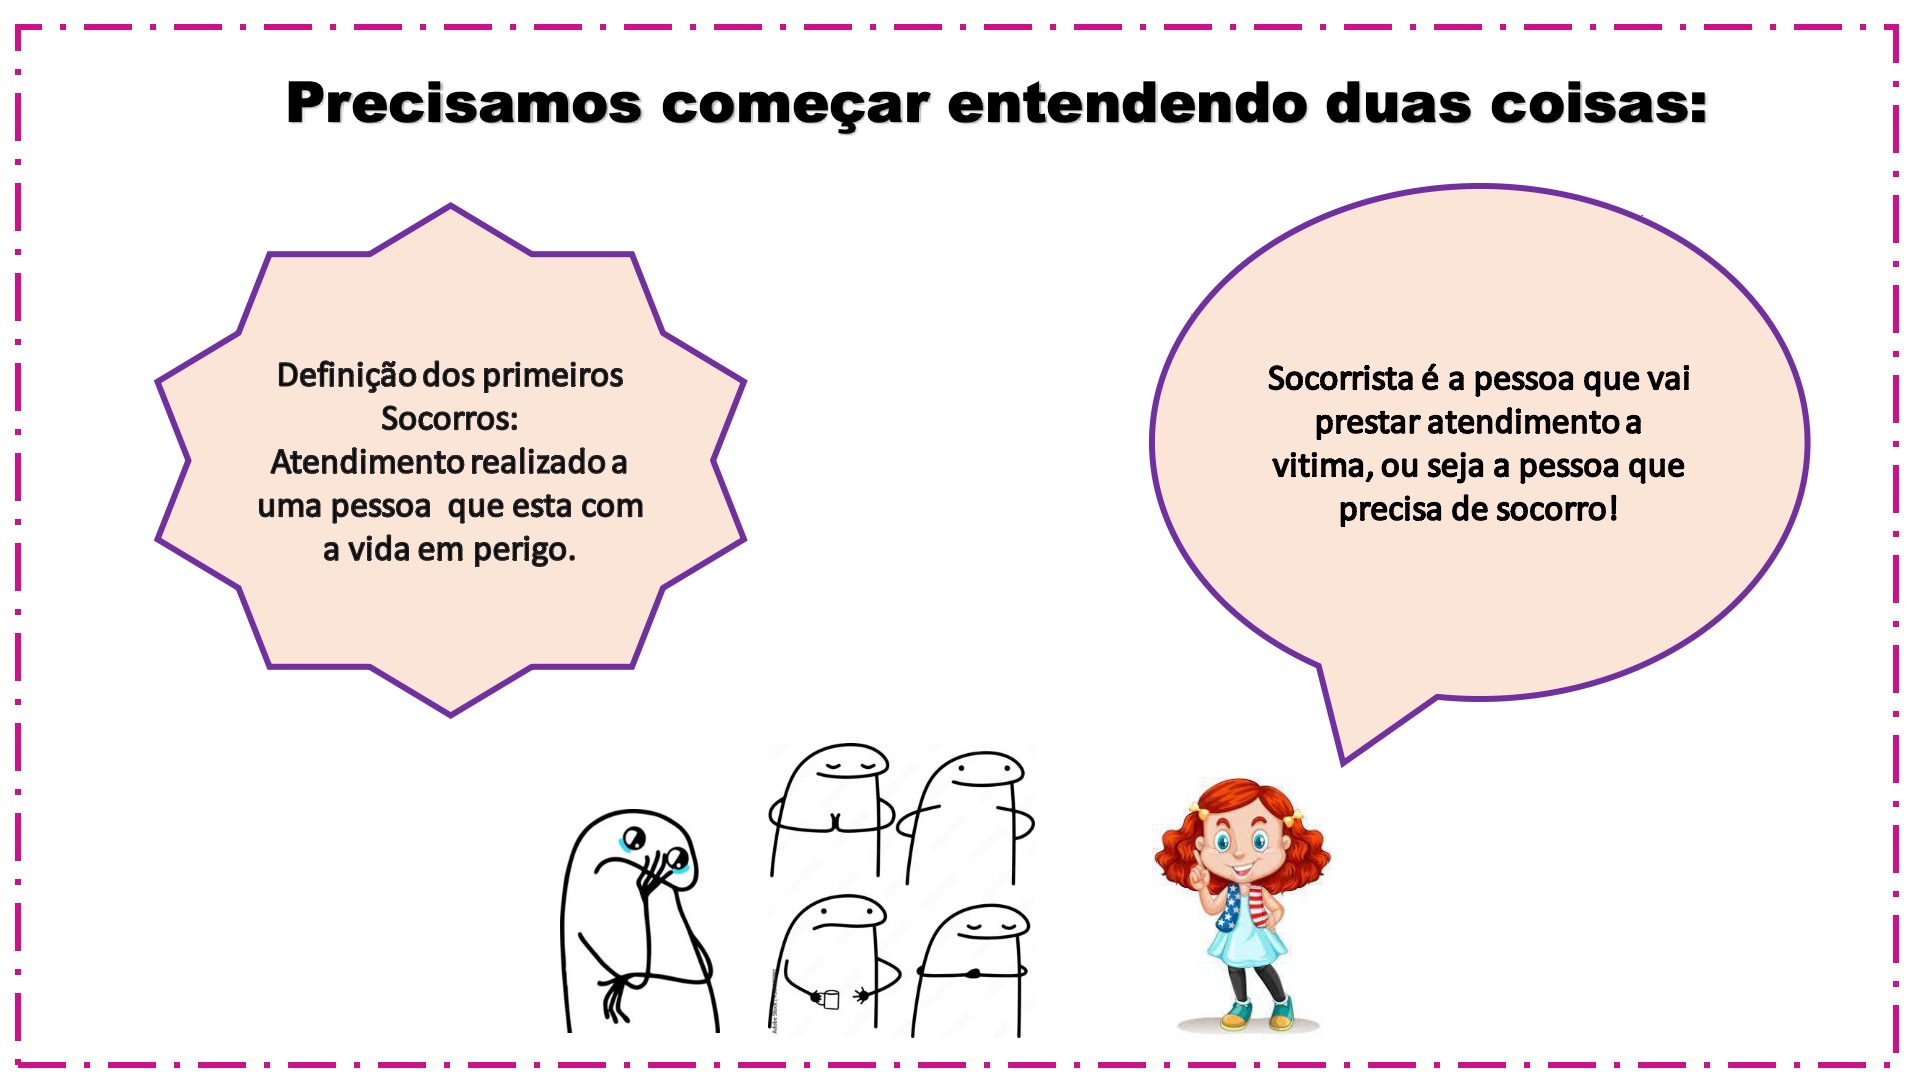 Precisamos começar entendendo duas coisas:
Definição dos primeiros
Socorros:
Atendimento realizado a
uma pessoa  que esta com
a vida em perigo.
Socorrista é a pessoa que vai
prestar atendimento a
vitima, ou seja a pessoa que
precisa de socorro!